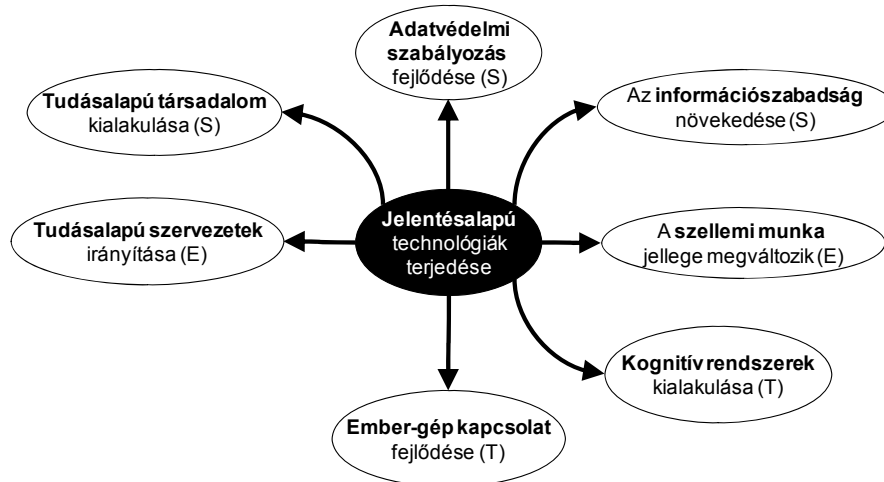 Adatvédelmi
szabályozás
fejlődése (S)
Tudásalapú társadalom
kialakulása (S)
Az információszabadság
növekedése (S)
Jelentésalapú
technológiák
terjedése
Tudásalapú szervezetek
irányítása (E)
A szellemi munka
jellege megváltozik (E)
Kognitív rendszerek
kialakulása (T)
Ember-gép kapcsolat
fejlődése (T)